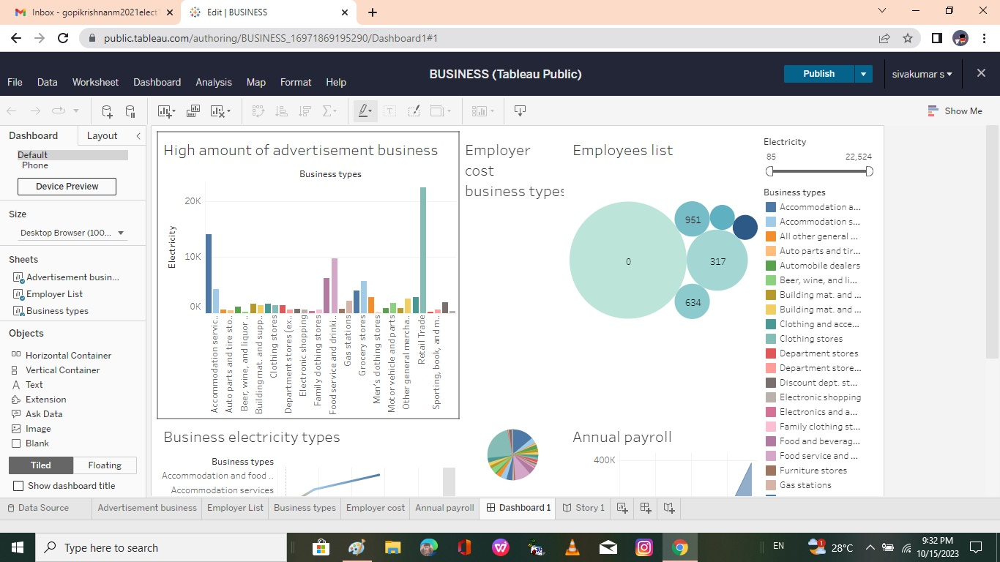 Inbox - gopikrishnanm2021elect
Edit | BUSINESS
public.tableau.com/authoring/BUSINESS_16971869195290/Dashboard1#1
File Data Worksheet Dashboard Analysis Map Format Help
BUSINESS (Tableau Public)
Publish
sivakumar s
Show Me
Dashboard Layout
Default
Phone
Device Preview
Size
Desktop Browser (100...
Sheets
Advertisement busin...
Employer List
Business types
Objects
Horizontal Container
Vertical Container
Text
Extension
Ask Data
Image
Blank
Tiled Floating
Show dashboard title
High amount of advertisement business
Business types
Electricity
20K
10K
0K
Accommodation servic..
Auto parts and tire sto..
Beer, wine, and liquor ..
Building mat. and supp..
Clothing stores
Department stores (ex..
Electronic shopping
Family clothing stores
Food service and drinki..
Gas stations
Grocery stores
Men's clothing stores
Motor vehicle and parts
Other general mercha..
Retail Trade
Sporting, book, and m..
Employer
cost
business types
Employees list
0
951
317
634
Electricity
85 22,524
Business types
Accommodation a...
Accommodation s...
All other general ...
Auto parts and tir...
Automobile dealers
Beer, wine, and li...
Building mat. and ...
Building mat. and ...
Clothing and acce...
Clothing stores
Department stores
Department store...
Discount dept. st...
Electronic shopping
Electronics and a...
Family clothing st...
Food and beverag...
Food service and ...
Furniture stores
Gas stations
Business electricity types
Business types
Accommodation and food ..
Accommodation services
Annual payroll
400K
Data Source Advertisement business Employer List Business types Employer cost Annual payroll Dashboard 1 Story 1
Type here to search
EN
1
28°C
9:32 PM
10/15/2023